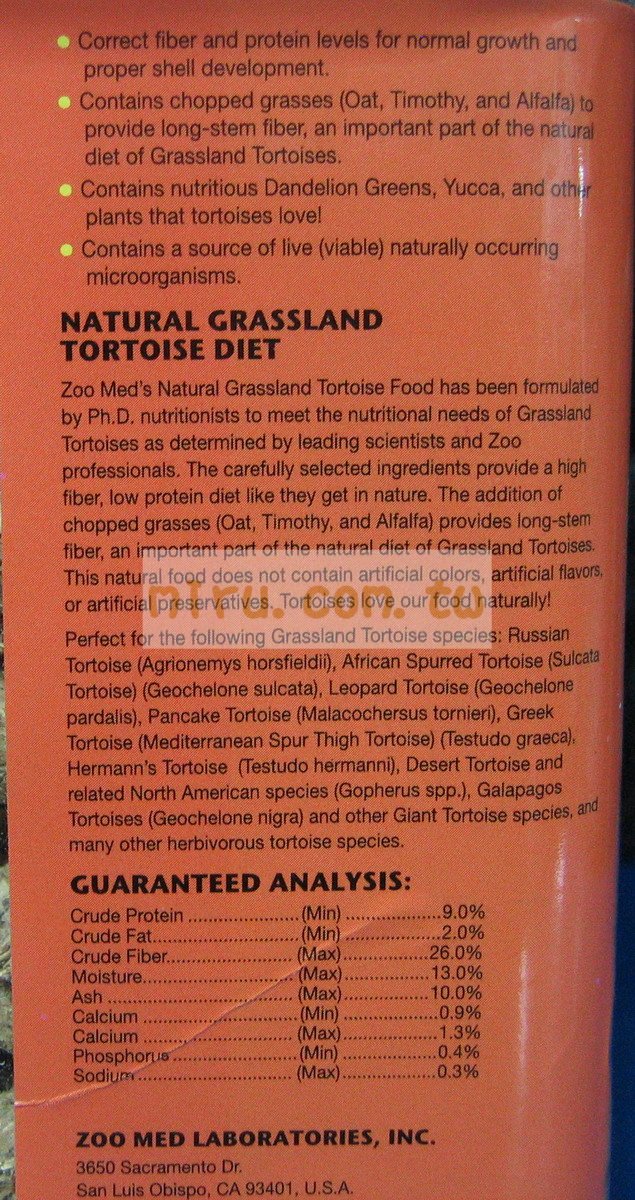 Correct fiber and protein levels for normal growth and
proper shell development.
Contains chopped grasses (Oat, Timothy, and Alfalfa) to
provide long-stem fiber, an important part of the natural
diet of Grassland Tortoises.
Contains nutritious Dandelion Greens, Yucca, and other
plants that tortoises love!
Contains a source of live (viable) naturally occurring
microorganisms.
NATURAL GRASSLAND
TORTOISE DIET
Zoo Med's Natural Grassland Tortoise Food has been formulated
by Ph.D. nutritionists to meet the nutritional needs of Grassland
Tortoises as determined by leading scientists and Zoo
professionals. The carefully selected ingredients provide a high
fiber, low protein diet like they get in nature. The addition of
chopped grasses (Oat, Timothy, and Alfalfa) provides long-stem
fiber, an important part of the natural diet of Grassland Tortoises.
This natural food does not contain artificial colors, artificial flavors,
or artificial preservatives. Tortoises love our food naturally!
miru.com.tw
Perfect for the following Grassland Tortoise species: Russian
Tortoise (Agrionemys horsfieldii), African Spurred Tortoise (Sulcata
Tortoise) (Geochelone sulcata), Leopard Tortoise (Geochelone
pardalis), Pancake Tortoise (Malacochersus tornieri), Greek
Tortoise (Mediterranean Spur Thigh Tortoise) (Testudo graeca),
Hermann's Tortoise (Testudo hermanni), Desert Tortoise and
related North American species (Gopherus spp.), Galapagos
Tortoises (Geochelone nigra) and other Giant Tortoise species, and
many other herbivorous tortoise species.
GUARANTEED ANALYSIS:
Crude Protein ......................(Min) ...................9.0%
Crude Fat.............................(Min) ...................2.0%
Crude Fiber......................... (Max).................26.0%
Moisture.............................. (Max).................13.0%
Ash ..................................... (Max).................10.0%
Calcium ...............................(Min) ...................0.9%
Calcium .............................. (Max)...................1.3%
Phosphorus .........................(Min) ...................0.4%
Sodium ............................... (Max)...................0.3%
ZOO MED LABORATORIES, INC.
3650 Sacramento Dr.
San Luis Obispo, CA 93401, U.S.A.